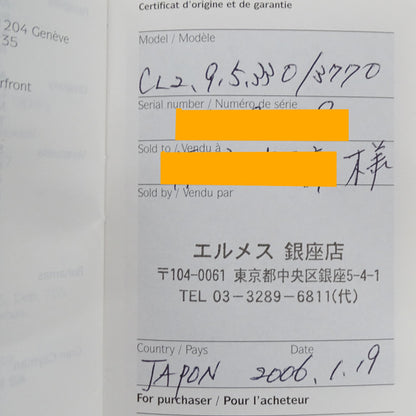 204 Genève
35
rfront
Certificat d'origine et de garantie
Model / Modèle
CL2. 9.5.330/3770
Serial number / Numéro de série
Sold to / Vendu à
様
Sold by / Vendu par
エルメス 銀座店
〒104-0061 東京都中央区銀座5-4-1
TEL 03-3289-6811(代)
Country / Pays
Date
JAPON 2006.1.19
For purchaser / Pour l'acheteur